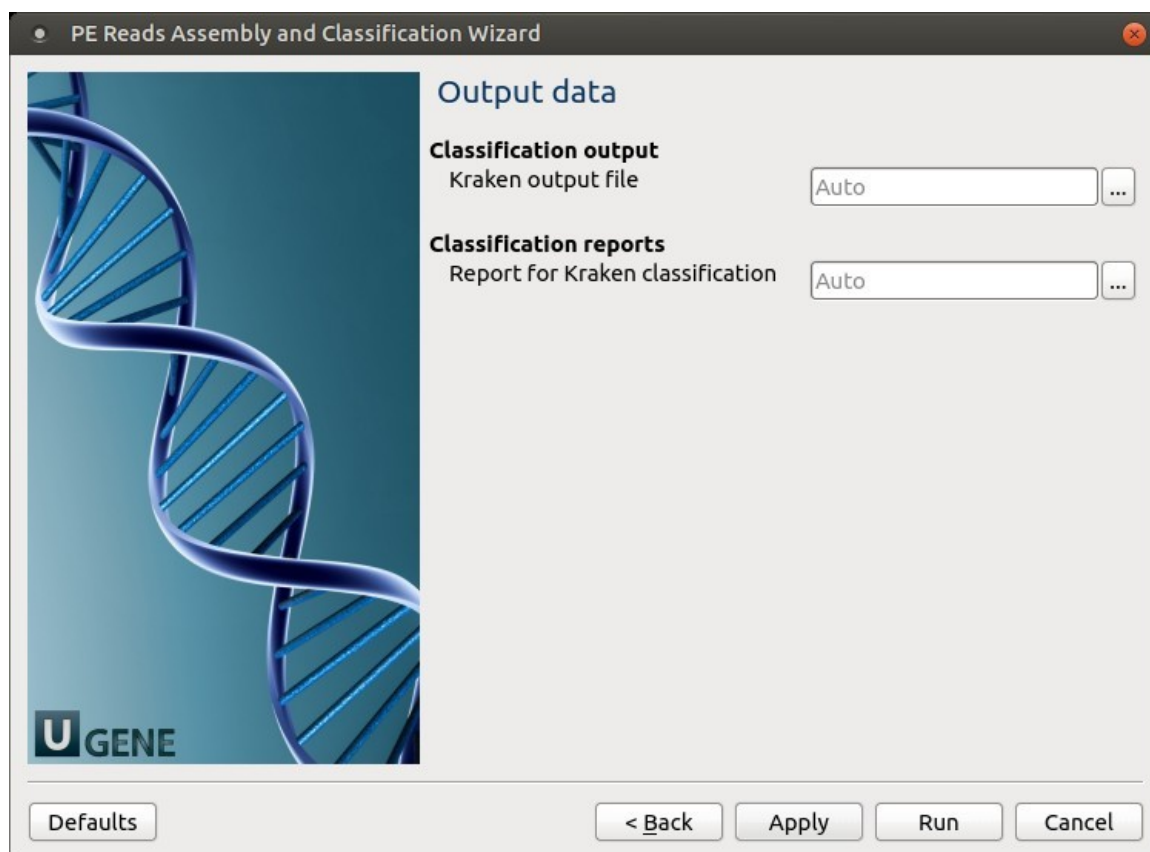 PE Reads Assembly and Classification Wizard
Output data
Classification output
Kraken output file
Auto
...
Classification reports
Report for Kraken classification
Auto
...
U GENE
Defaults
< Back
Apply
Run
Cancel